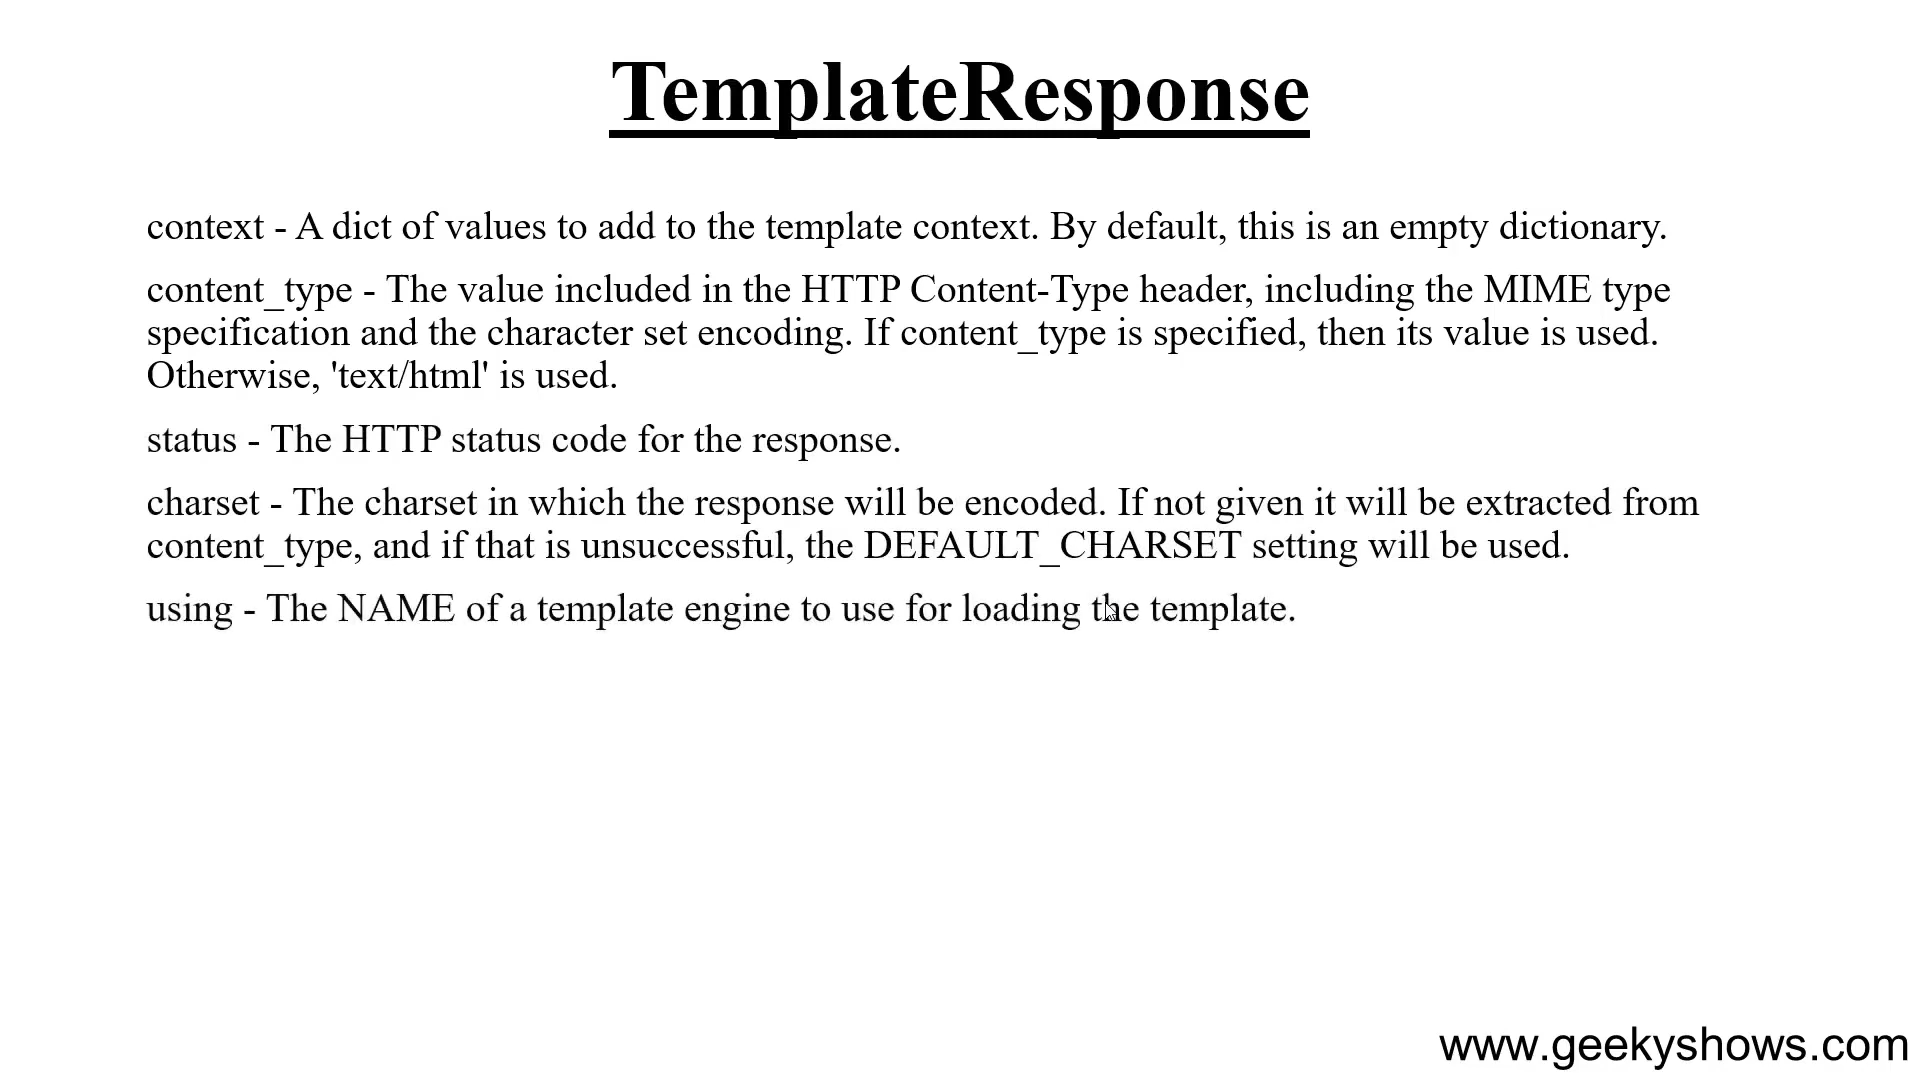 TemplateResponse
context - A dict of values to add to the template context. By default, this is an empty dictionary.
content_type - The value included in the HTTP Content-Type header, including the MIME type
specification and the character set encoding. If content_type is specified, then its value is used.
Otherwise, 'text/html' is used.
status - The HTTP status code for the response.
charset - The charset in which the response will be encoded. If not given it will be extracted from
content_type, and if that is unsuccessful, the DEFAULT_CHARSET setting will be used.
using - The NAME of a template engine to use for loading the template.
www.geekyshows.com